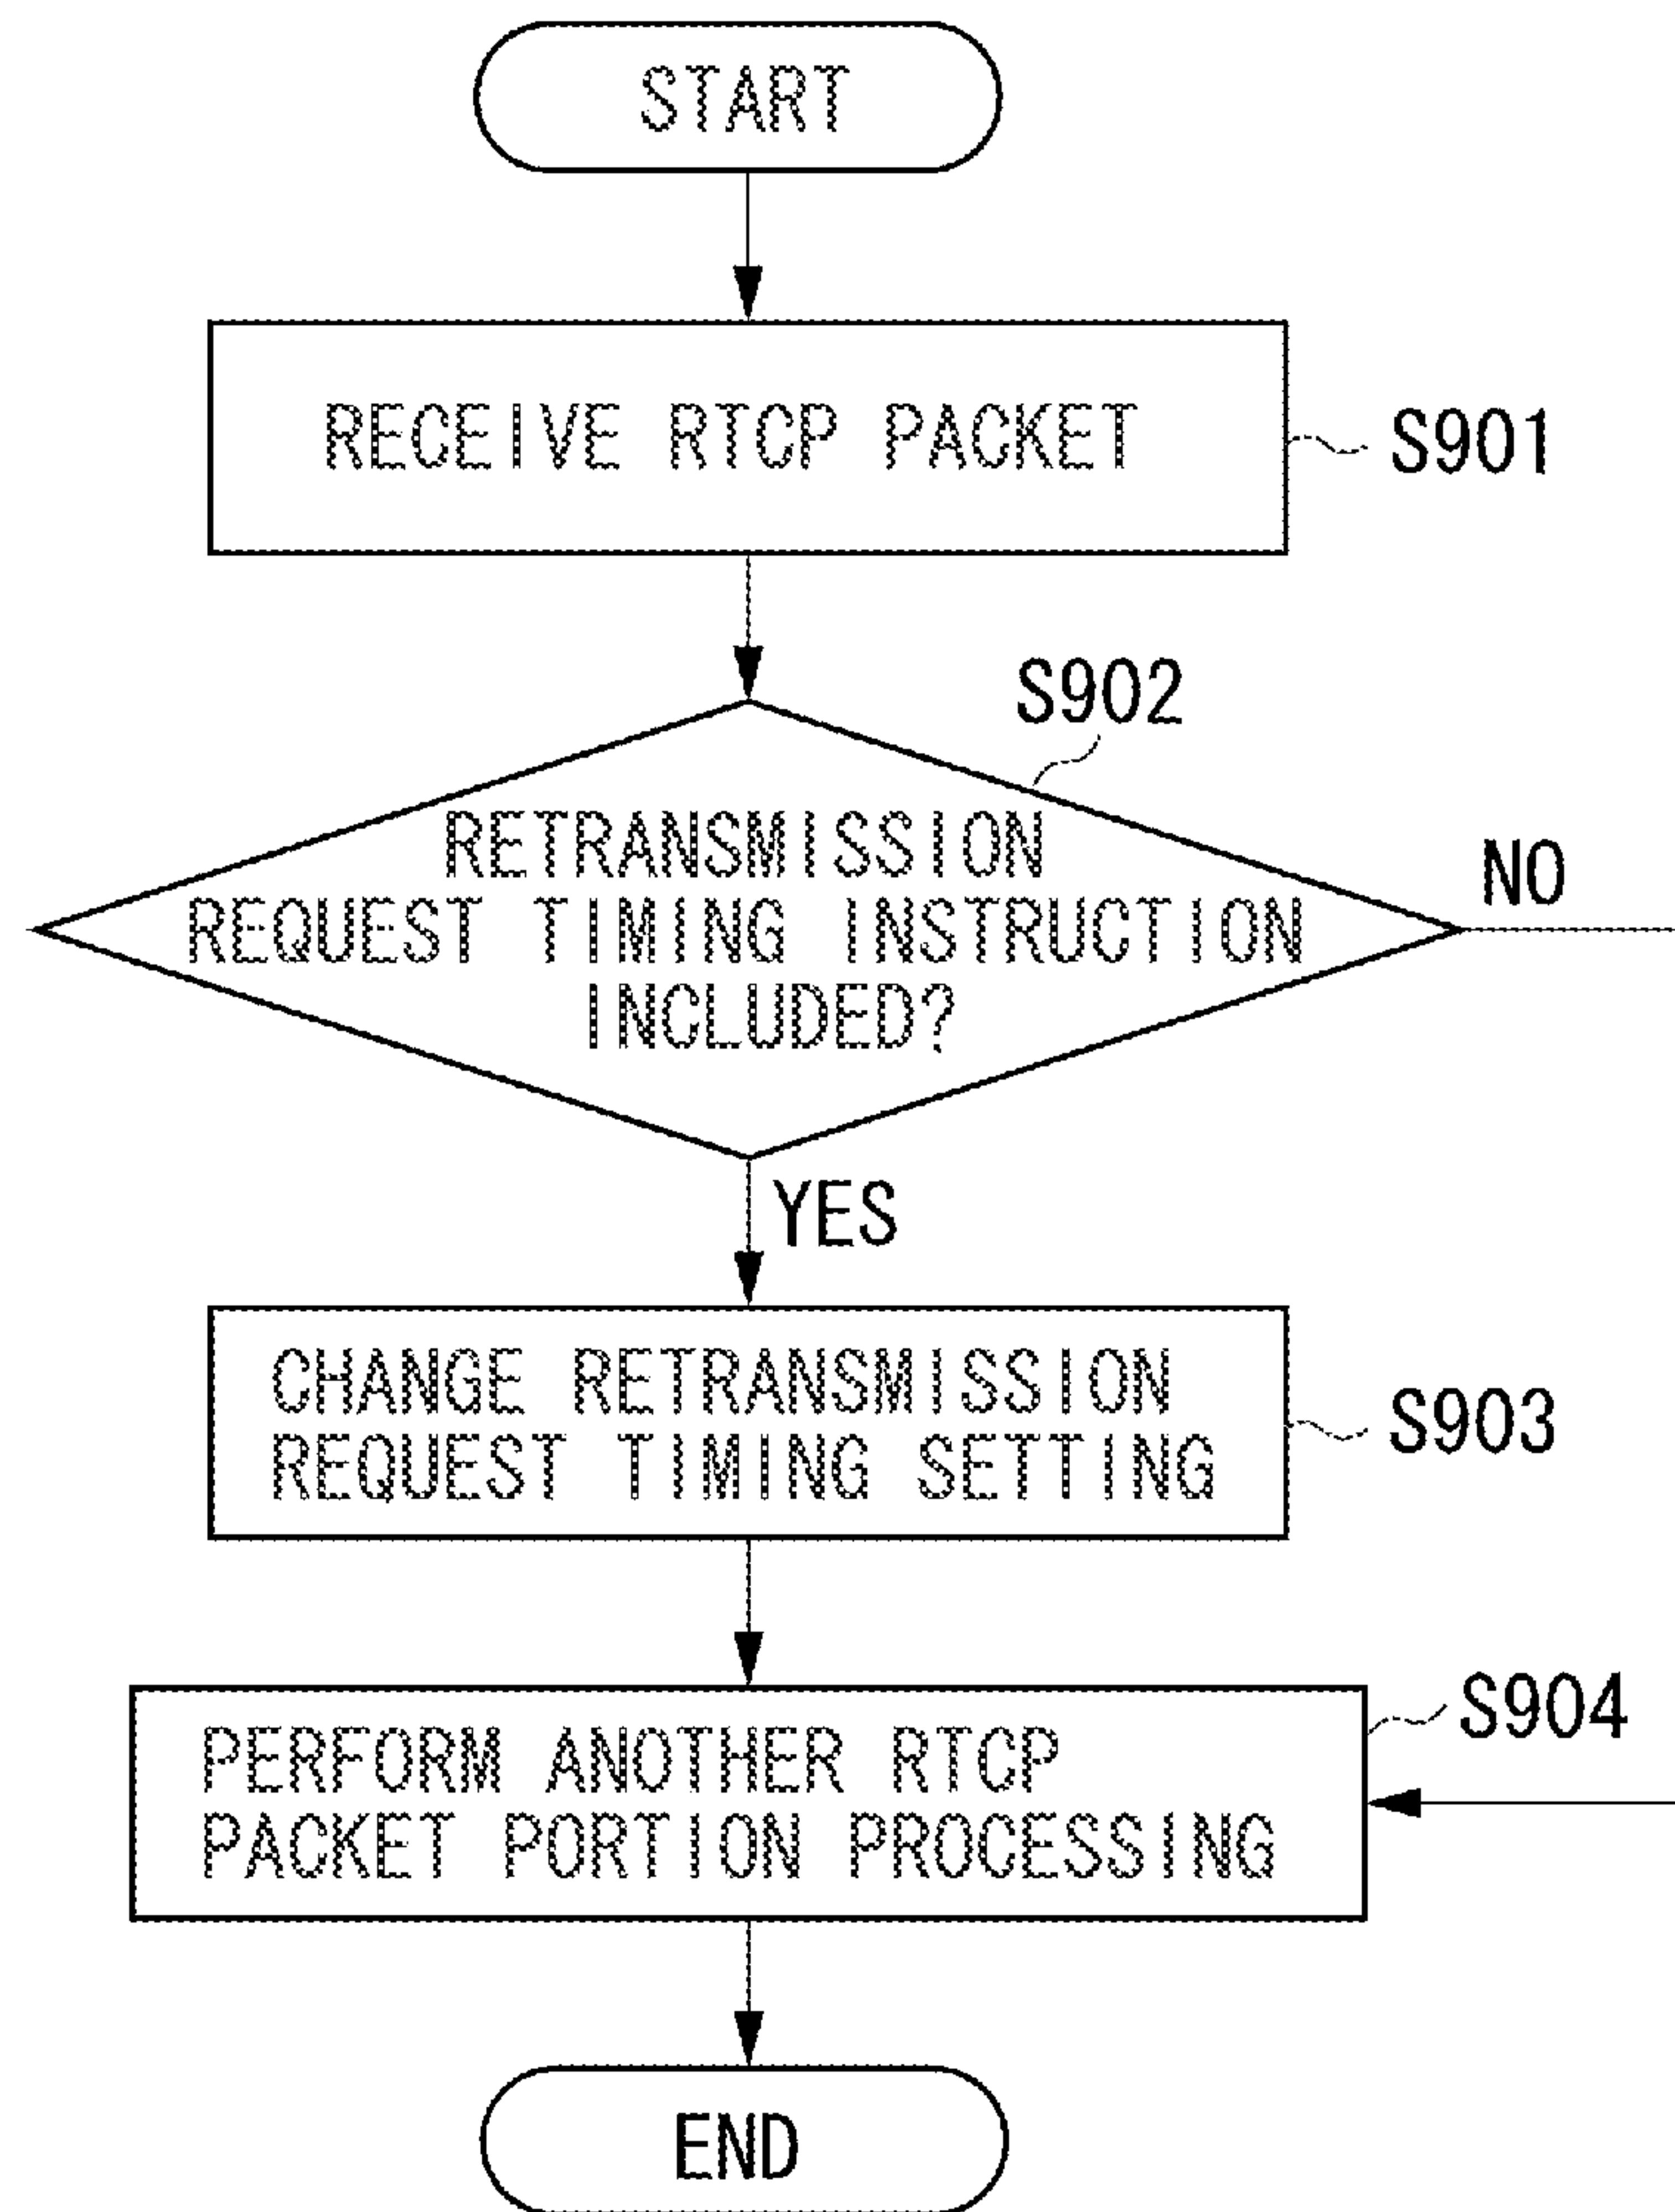 START
RECEIVE RTCP PACKET
S901
S902
RETRANSMISSION
REQUEST TIMING INSTRUCTION
INCLUDED?
NO
YES
CHANGE RETRANSMISSION
REQUEST TIMING SETTING
S903
S904
PERFORM ANOTHER RTCP
PACKET PORTION PROCESSING
END